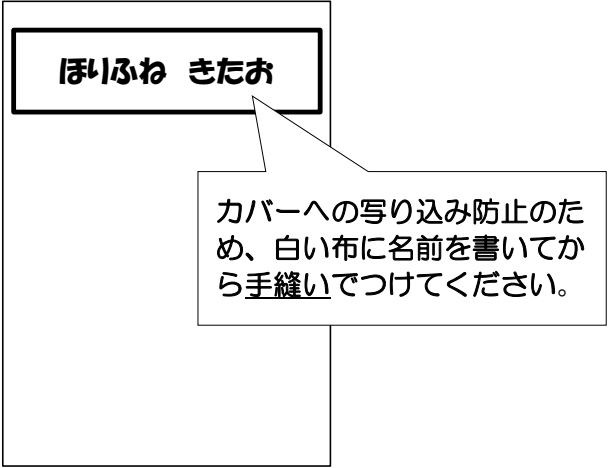 ほりふね きたお
カバーへの写り込み防止のた
め、白い布に名前を書いてか
ら手縫いでつけてください。